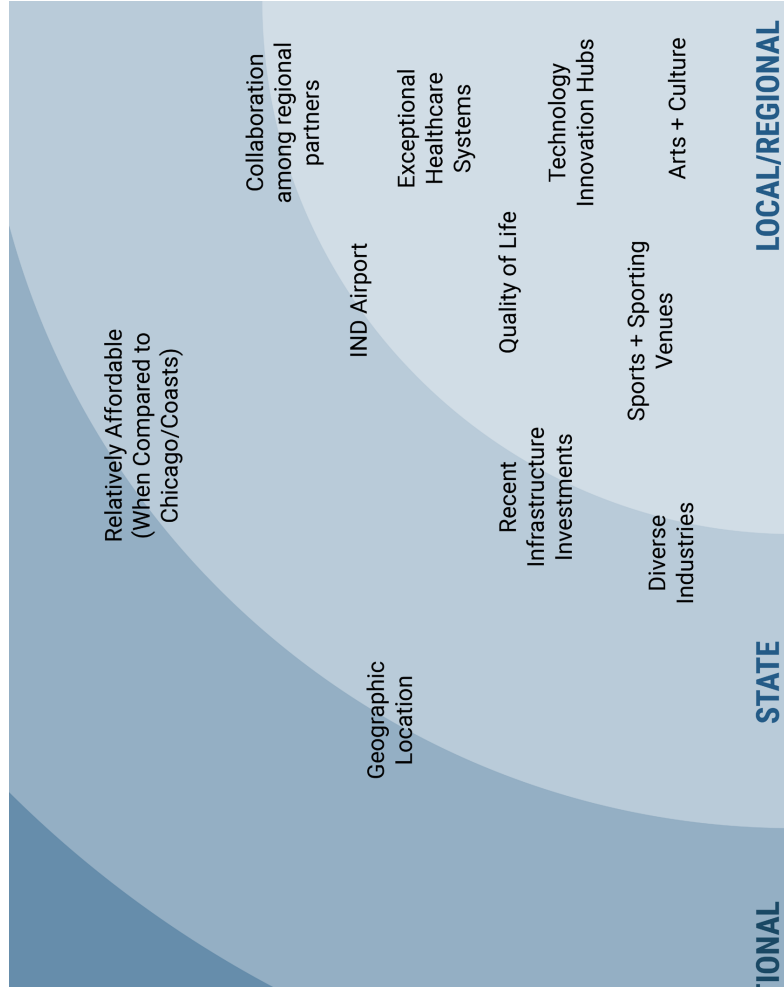 Relatively Affordable
(When Compared to
Chicago/Coasts)
Collaboration
among regional
partners
IND Airport
Geographic
Location
Exceptional
Healthcare
Systems
Quality of Life
Recent
Infrastructure
Investments
Technology
Innovation Hubs
Sports + Sporting
Venues
Diverse
Industries
Arts + Culture
TIONAL
STATE
LOCAL/REGIONAL